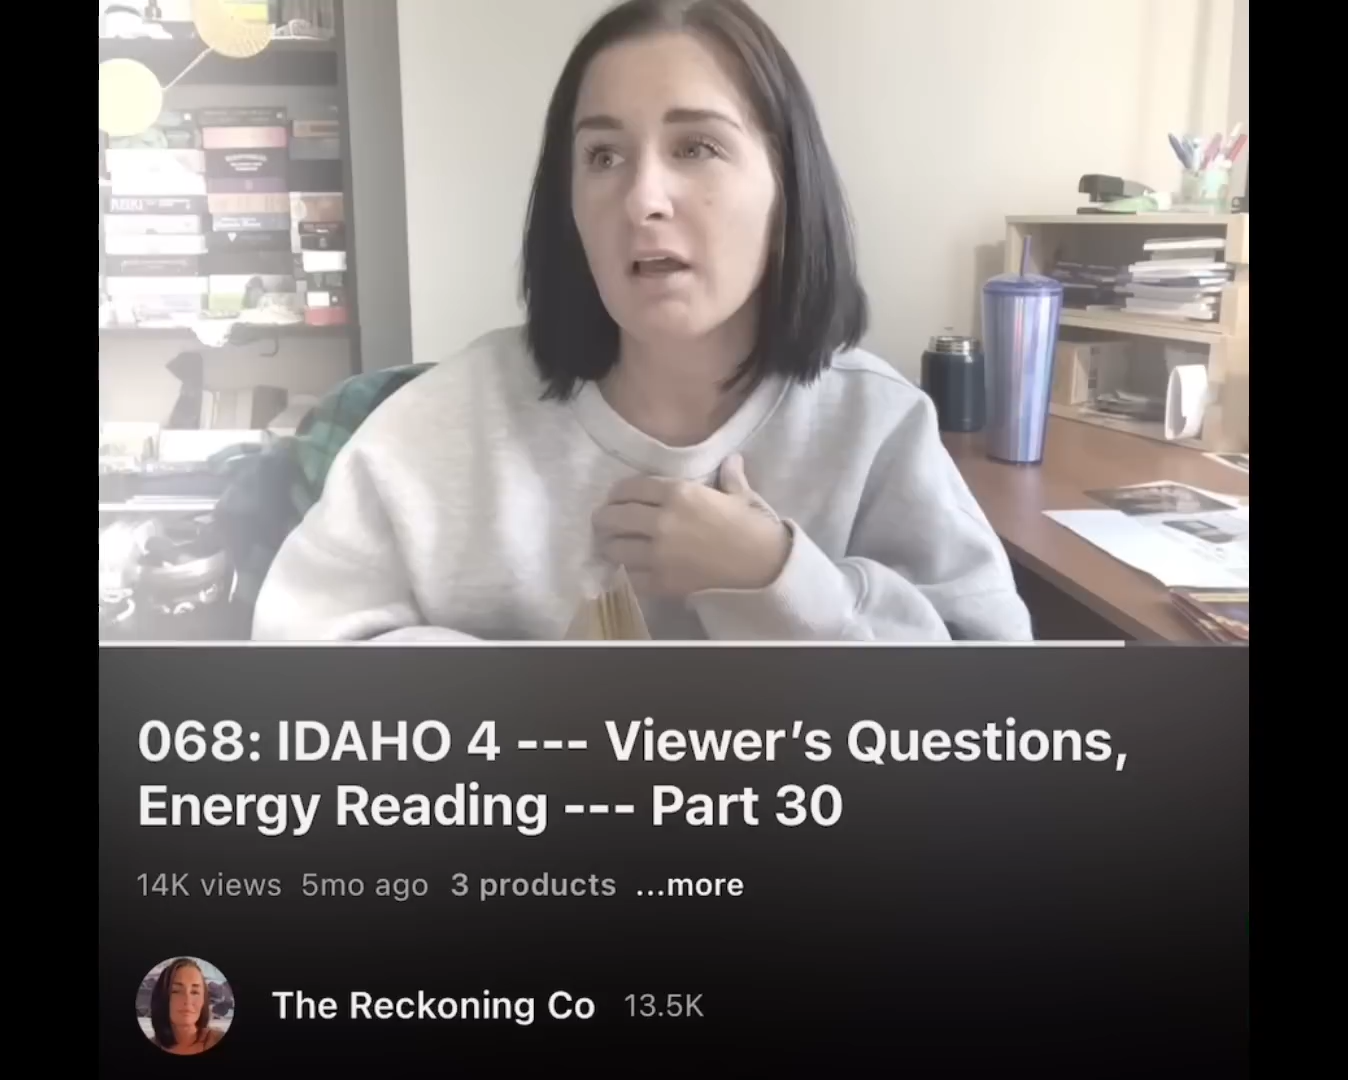 068: IDAHO 4 --- Viewer’s Questions,
Energy Reading --- Part 30
14K views 5mo ago 3 products ...more
The Reckoning Co 13.5K